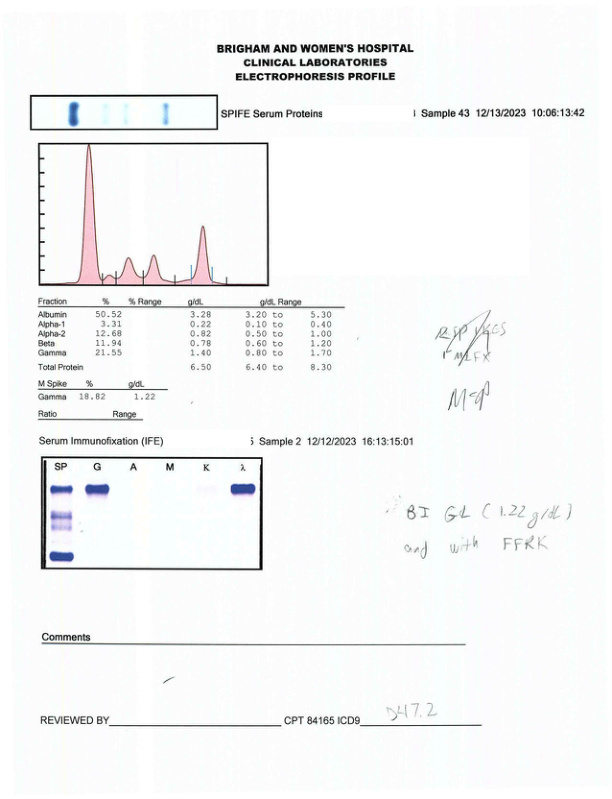 BRIGHAM AND WOMEN'S HOSPITAL
CLINICAL LABORATORIES
ELECTROPHORESIS PROFILE
SPIFE Serum Proteins Sample 43 12/13/2023 10:06:13:42
Fraction % % Range g/dL g/dL Range
Albumin 50.52 3.28 3.20 to 5.30
Alpha-1 3.31 0.22 0.10 to 0.40
Alpha-2 12.68 0.82 0.50 to 1.00
Beta 11.94 0.78 0.60 to 1.20
Gamma 21.55 1.40 0.80 to 1.70
Total Protein 6.50 6.40 to 8.30
M Spike % g/dL
Gamma 18.82 1.22
MSP
Ratio Range
Serum Immunofixation (IFE) Sample 2 12/12/2023 16:13:15:01
SP G A M K λ
BI GL (1.22 g/dL)
and with FFRK
Comments
REVIEWED BY CPT 84165 ICD9 D47.2